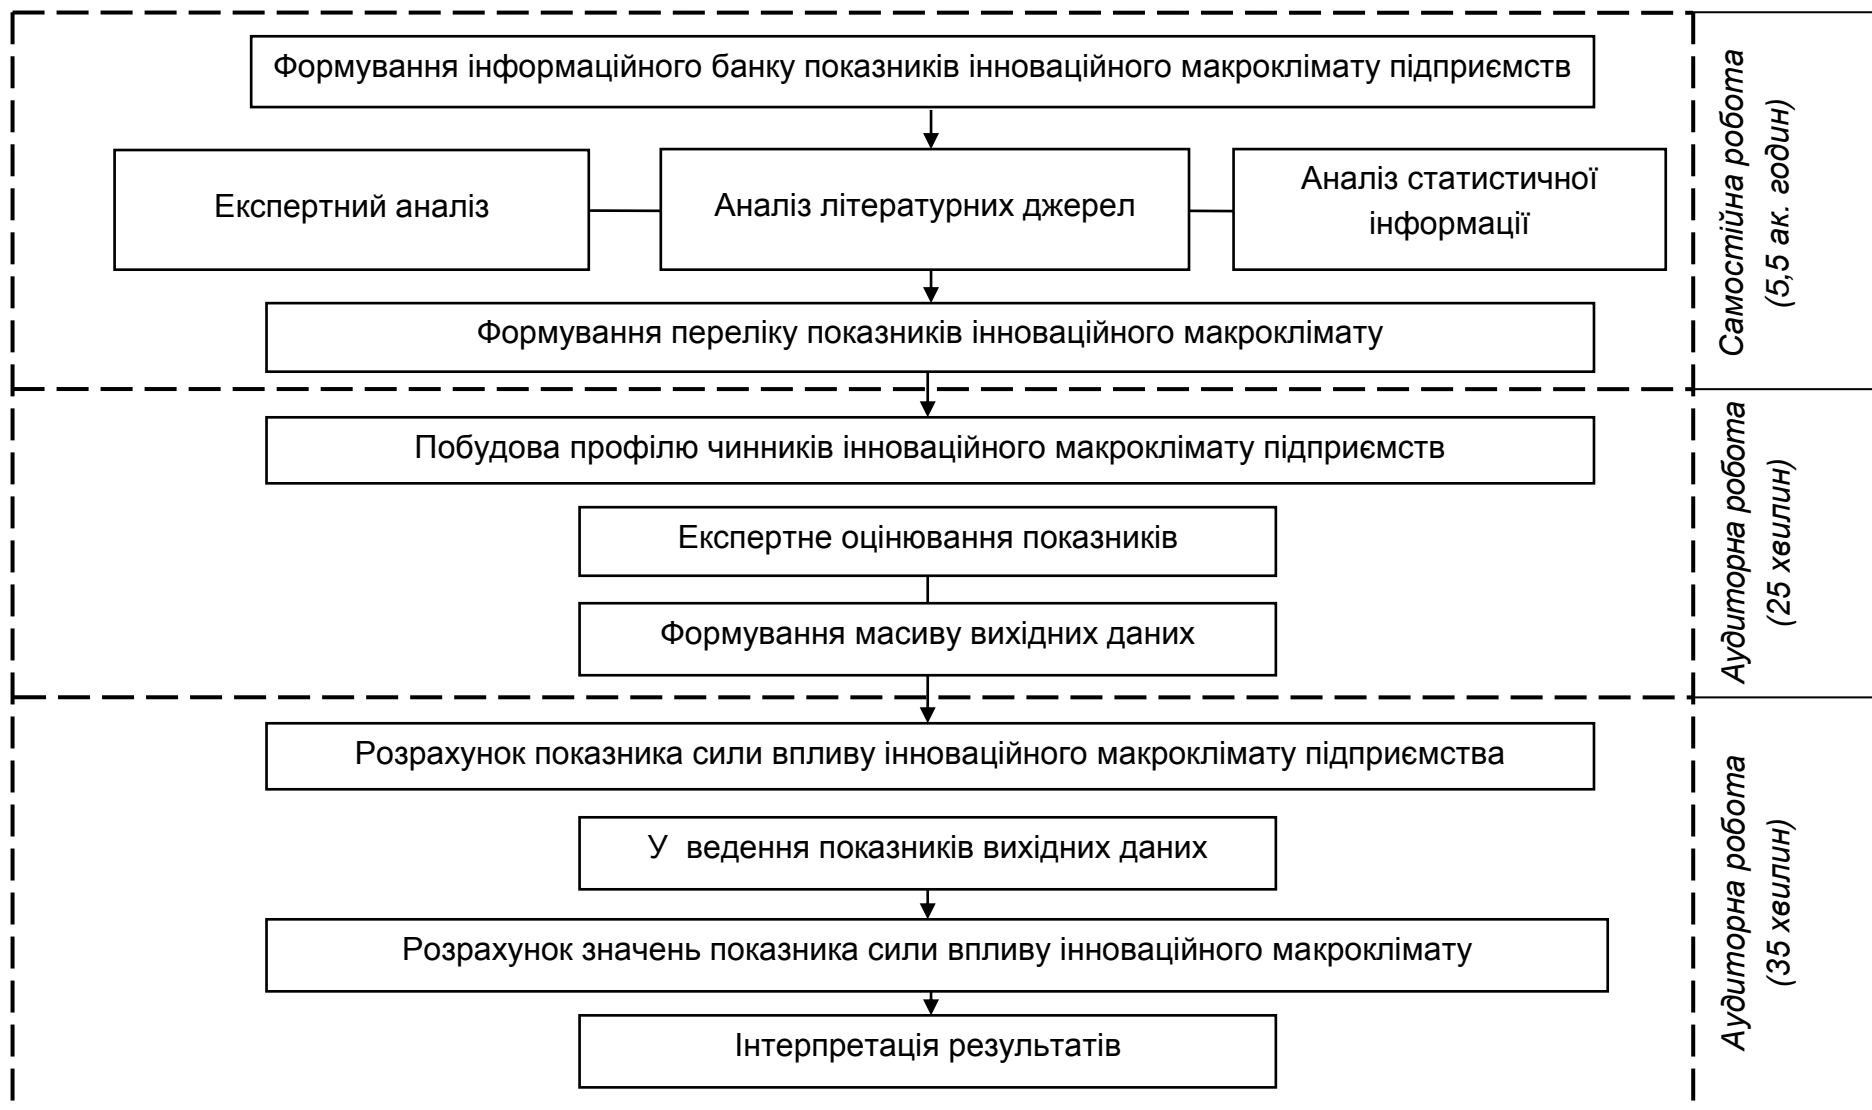 Формування інформаційного банку показників інноваційного макроклімату підприємств
Експертний аналіз
Аналіз літературних джерел
Аналіз статистичної
інформації
Формування переліку показників інноваційного макроклімату
Самостійна робота
(5,5 ак. годин)
Побудова профілю чинників інноваційного макроклімату підприємств
Експертне оцінювання показників
Формування масиву вихідних даних
Аудиторна робота
(25 хвилин)
Розрахунок показника сили впливу інноваційного макроклімату підприємства
У  ведення показників вихідних даних
Розрахунок значень показника сили впливу інноваційного макроклімату
Інтерпретація результатів
Аудиторна робота
(35 хвилин)